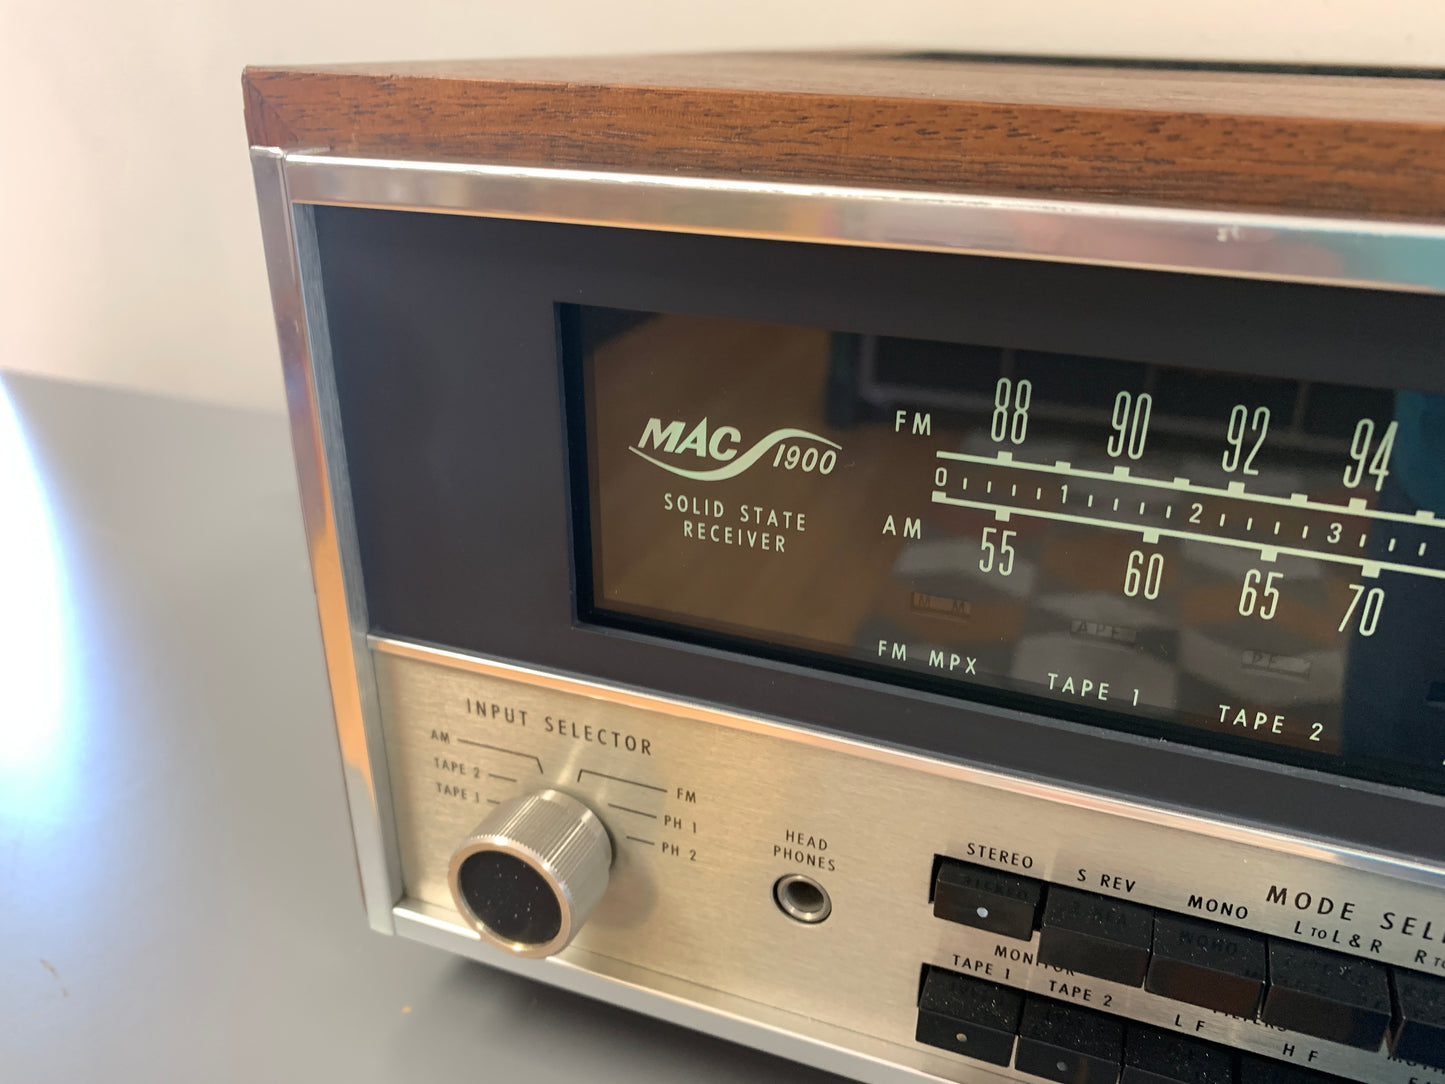 MAC 1900
SOLID STATE
RECEIVER
FM 88 90 92 94
0 1 2 3
AM 55 60 65 70
FM MPX TAPE 1 TAPE 2
INPUT SELECTOR
AM
TAPE 2
TAPE 1
FM
PH 1
PH 2
HEAD
PHONES
MODE
STEREO S REV MONO L TO L & R
MONITOR
TAPE 1 TAPE 2
L F H F